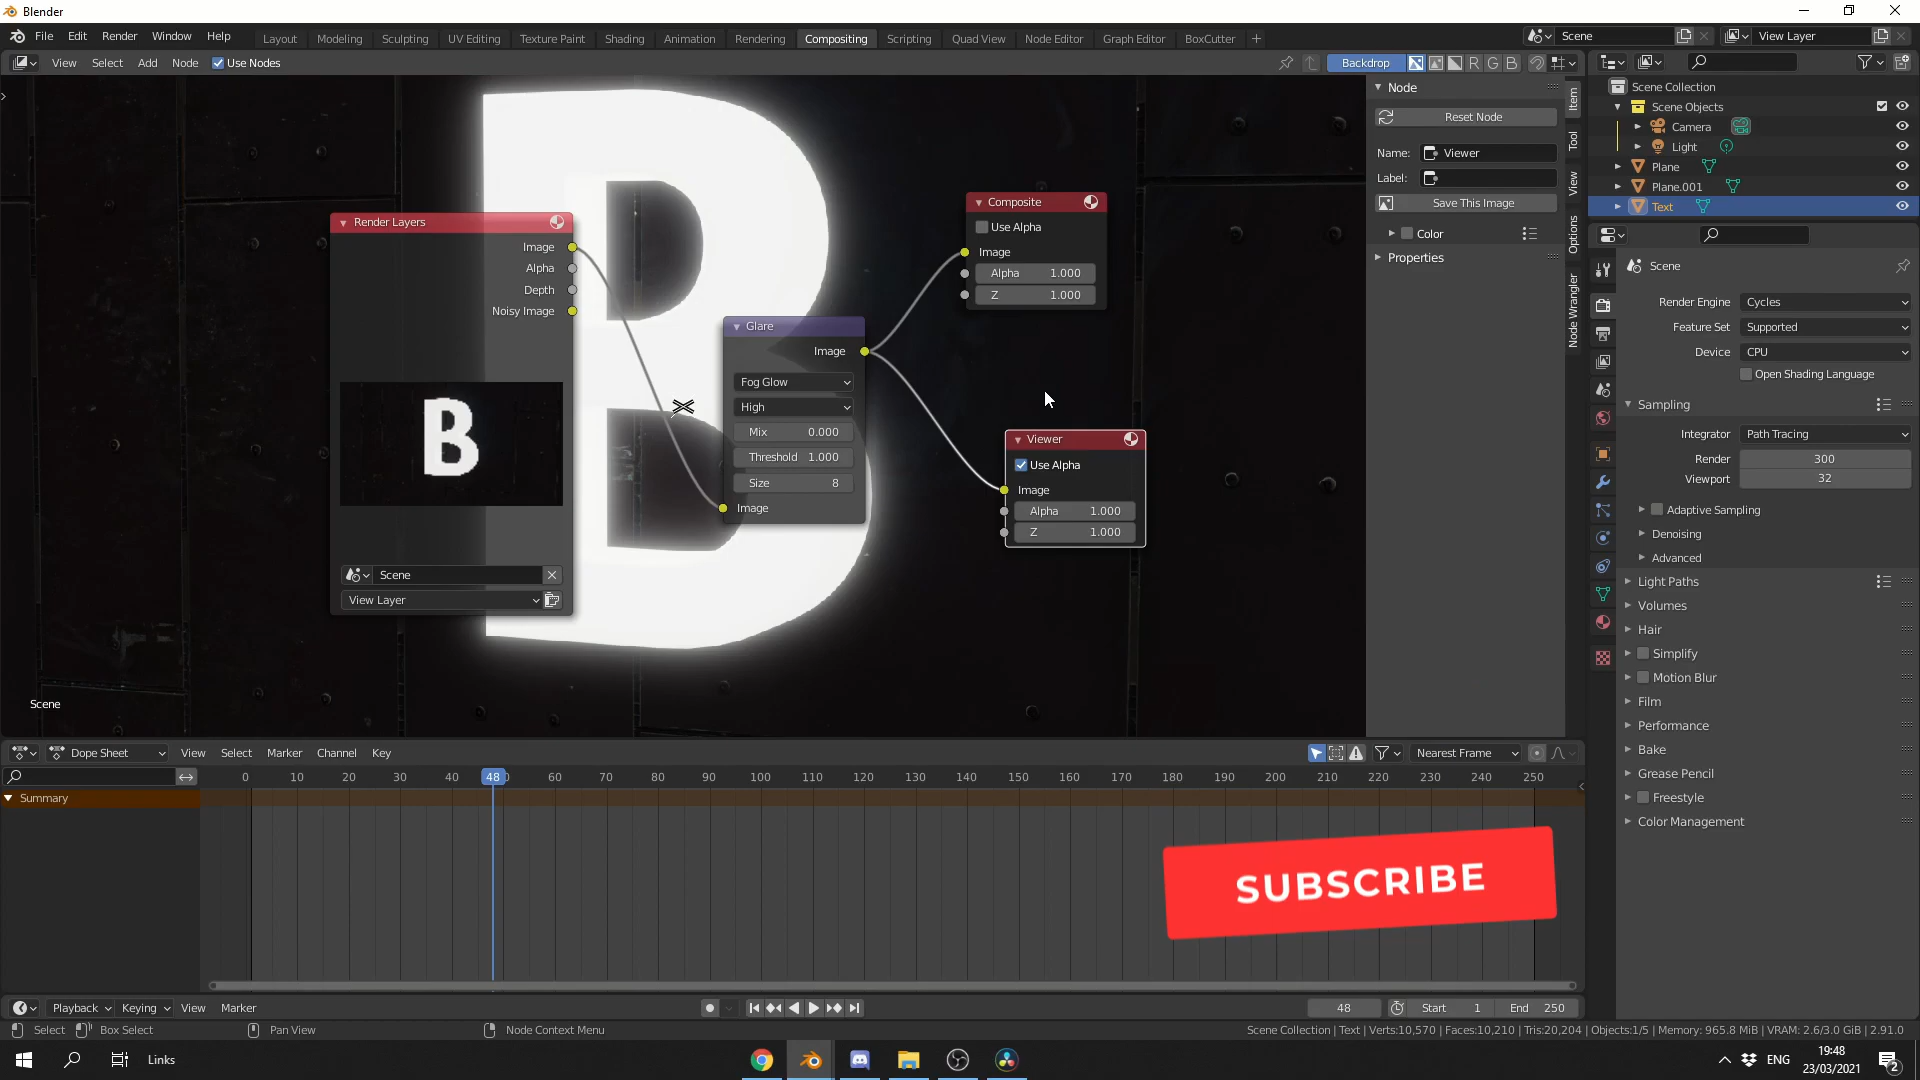 Blender
File Edit Render Window Help Layout Modeling Sculpting UV Editing Texture Paint Shading Animation Rendering Compositing Scripting Quad View Node Editor Graph Editor BoxCutter + Scene View Layer
View Select Add Node Use Nodes Backdrop R G B
Node
Reset Node
Name: Viewer
Label:
Save This Image
Color
Properties
Item
Tool
View
Options
Node Wrangler
Render Layers
Image
Alpha
Depth
Noisy Image
B
Scene
View Layer
Glare
Image
Fog Glow
High
Mix 0.000
Threshold 1.000
Size 8
Image
Composite
Use Alpha
Image
Alpha 1.000
Z 1.000
Viewer
Use Alpha
Image
Alpha 1.000
Z 1.000
B
Scene
Scene Collection
Scene Objects
Camera
Light
Plane
Plane.001
Text
Scene
Render Engine Cycles
Feature Set Supported
Device CPU
Open Shading Language
Sampling
Integrator Path Tracing
Render 300
Viewport 32
Adaptive Sampling
Denoising
Advanced
Light Paths
Volumes
Hair
Simplify
Motion Blur
Film
Performance
Bake
Grease Pencil
Freestyle
Color Management
Dope Sheet View Select Marker Channel Key Nearest Frame
0 10 20 30 40 48 60 70 80 90 100 110 120 130 140 150 160 170 180 190 200 210 220 230 240 250
Summary
SUBSCRIBE
Playback Keying View Marker 48 Start 1 End 250
Select Box Select Pan View Node Context Menu Scene Collection | Text | Verts:10,570 | Faces:10,210 | Tris:20,204 | Objects:1/5 | Memory: 965.8 MiB | VRAM: 2.6/3.0 GiB | 2.91.0
Links ENG 19:48
23/03/2021 2